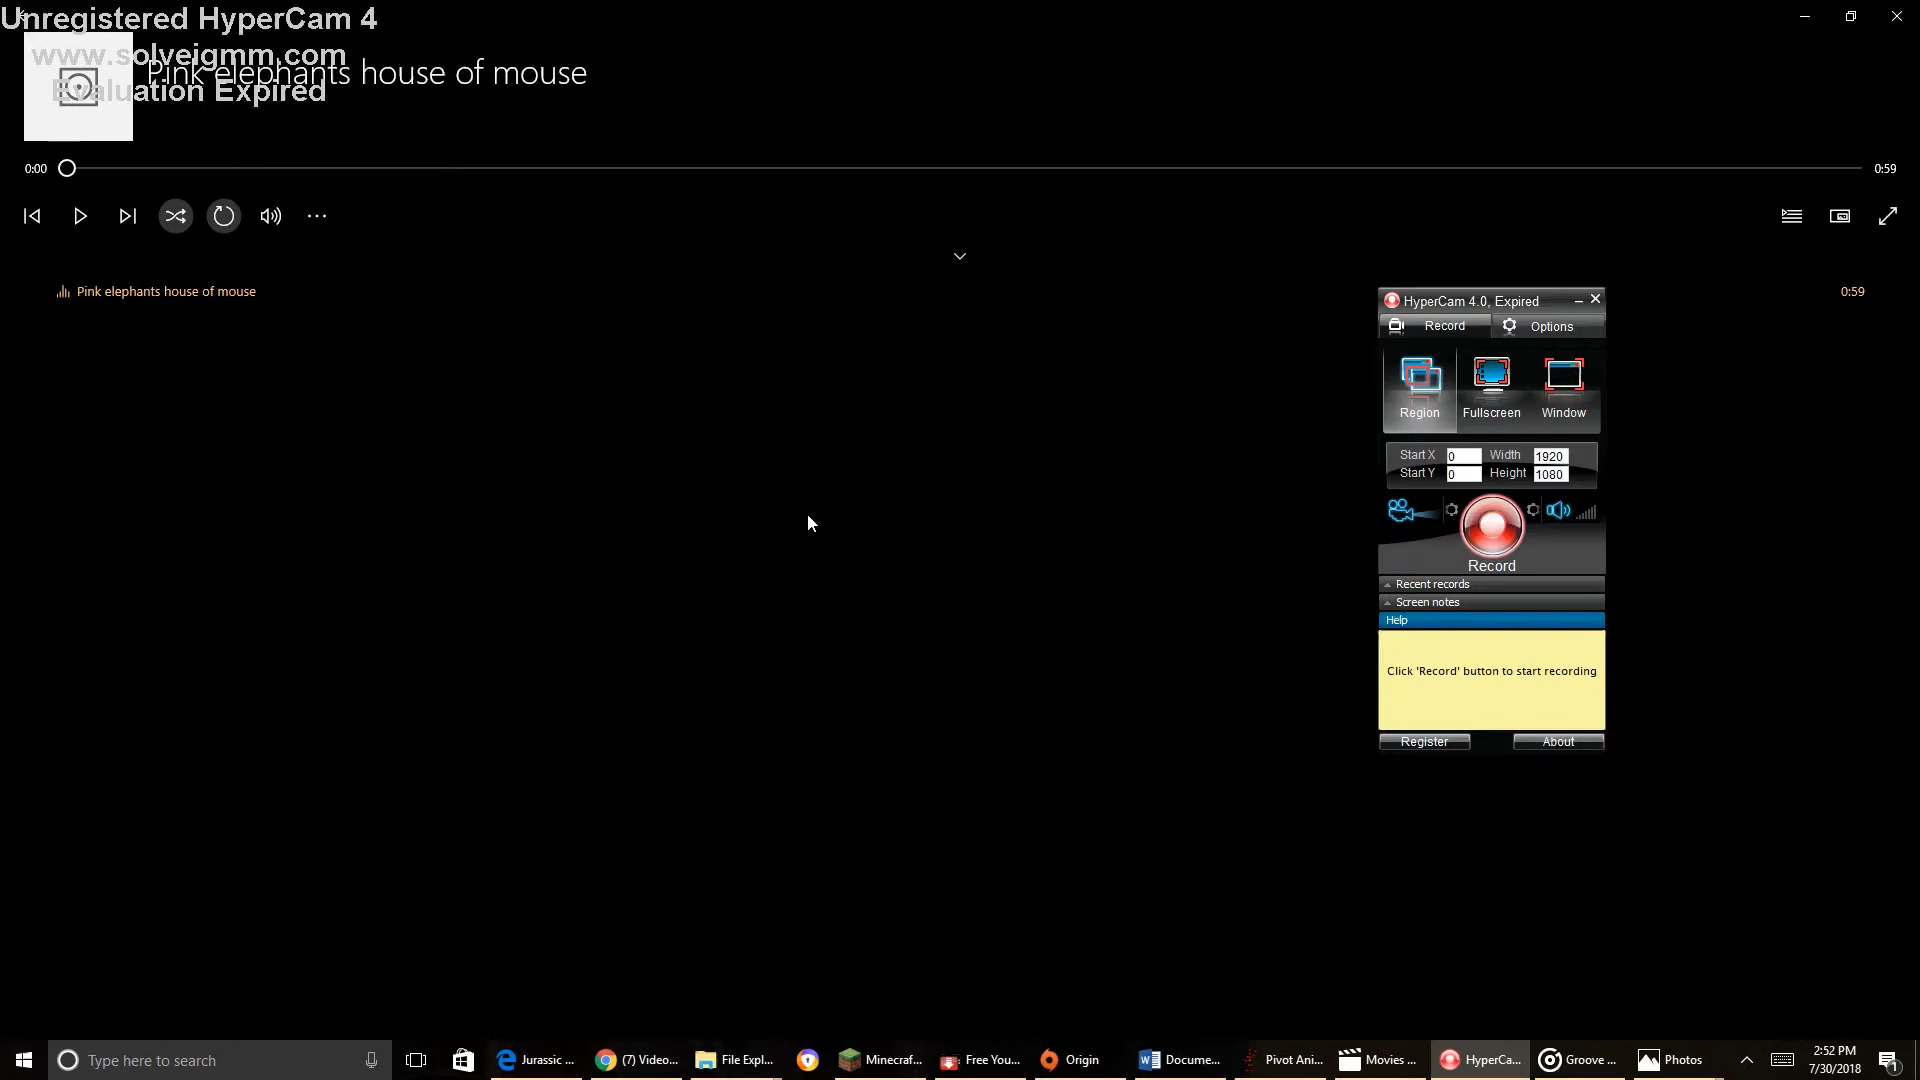 Unregistered HyperCam 4
www.solveigmm.com
Evaluation Expired
Pink elephants house of mouse
0:00
0:59
Pink elephants house of mouse
0:59
HyperCam 4.0, Expired
Record
Options
Region
Fullscreen
Window
Start X 0 Width 1920
Start Y 0 Height 1080
Record
Recent records
Screen notes
Help
Click 'Record' button to start recording
Register
About
Type here to search
Jurassic ...
(7) Video...
File Expl...
Minecraf...
Free You...
Origin
Docume...
Pivot Ani...
Movies ...
HyperCa...
Groove ...
Photos
2:52 PM
7/30/2018
1